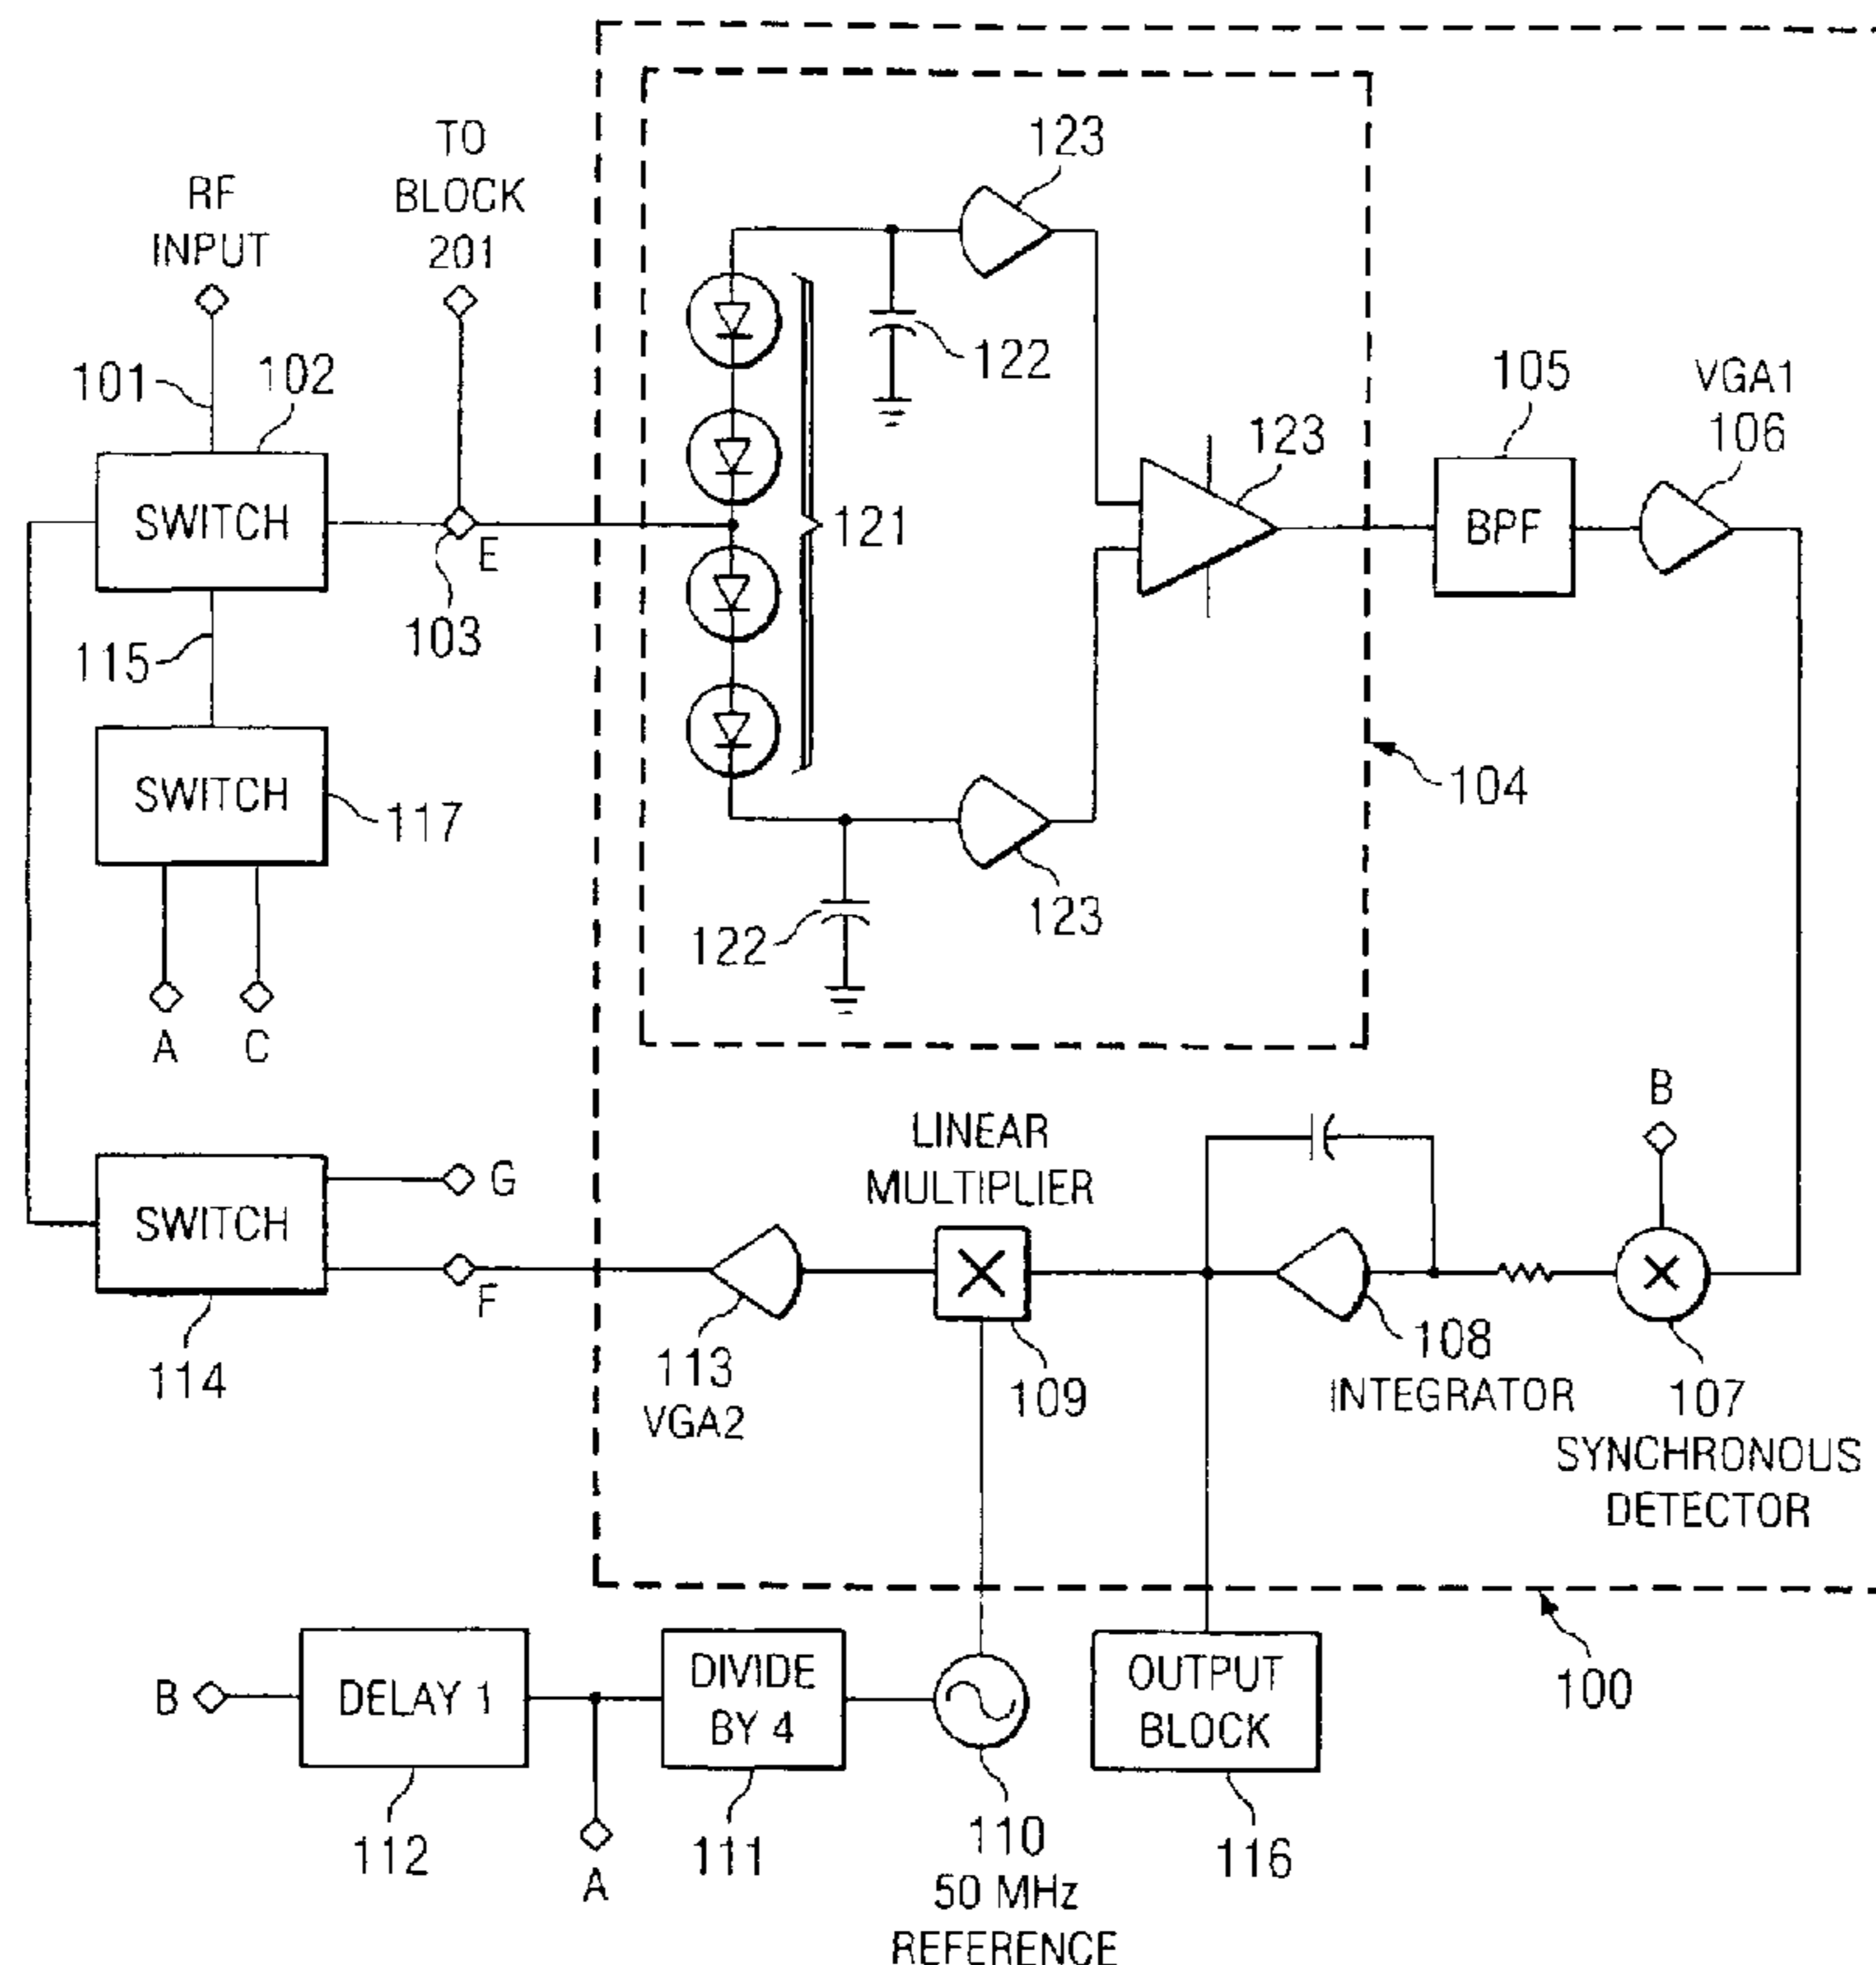 RF
INPUT
TO
BLOCK
201
101
102
SWITCH
E
103
115
SWITCH
117
A
C
123
122
121
123
123
122
104
105
BPF
VGA1
106
SWITCH
G
F
114
113
VGA2
LINEAR
MULTIPLIER
109
108
INTEGRATOR
B
107
SYNCHRONOUS
DETECTOR
100
B
DELAY 1
112
A
DIVIDE
BY 4
111
110
50 MHz
REFERENCE
OUTPUT
BLOCK
116